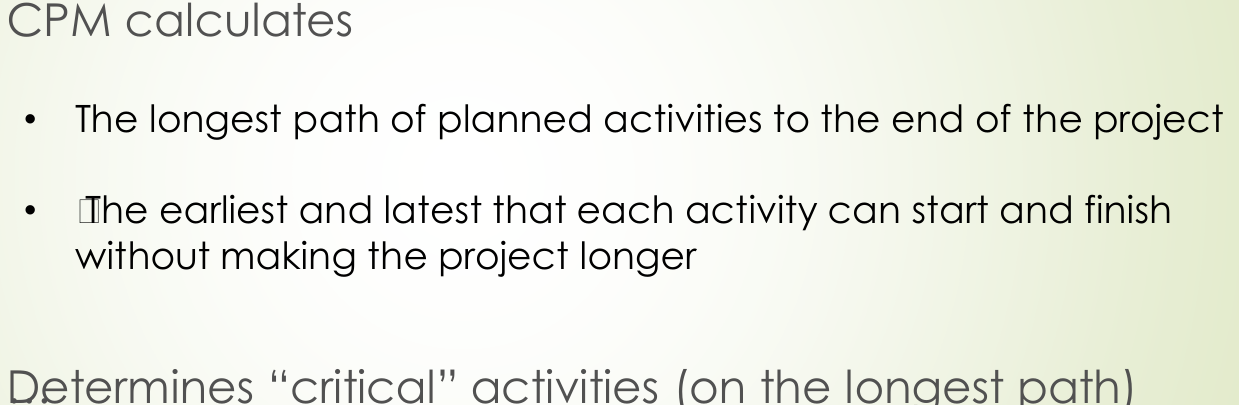 CPM calculates
• The longest path of planned activities to the end of the project
• The earliest and latest that each activity can start and finish
without making the project longer
Determines “critical” activities (on the longest path)